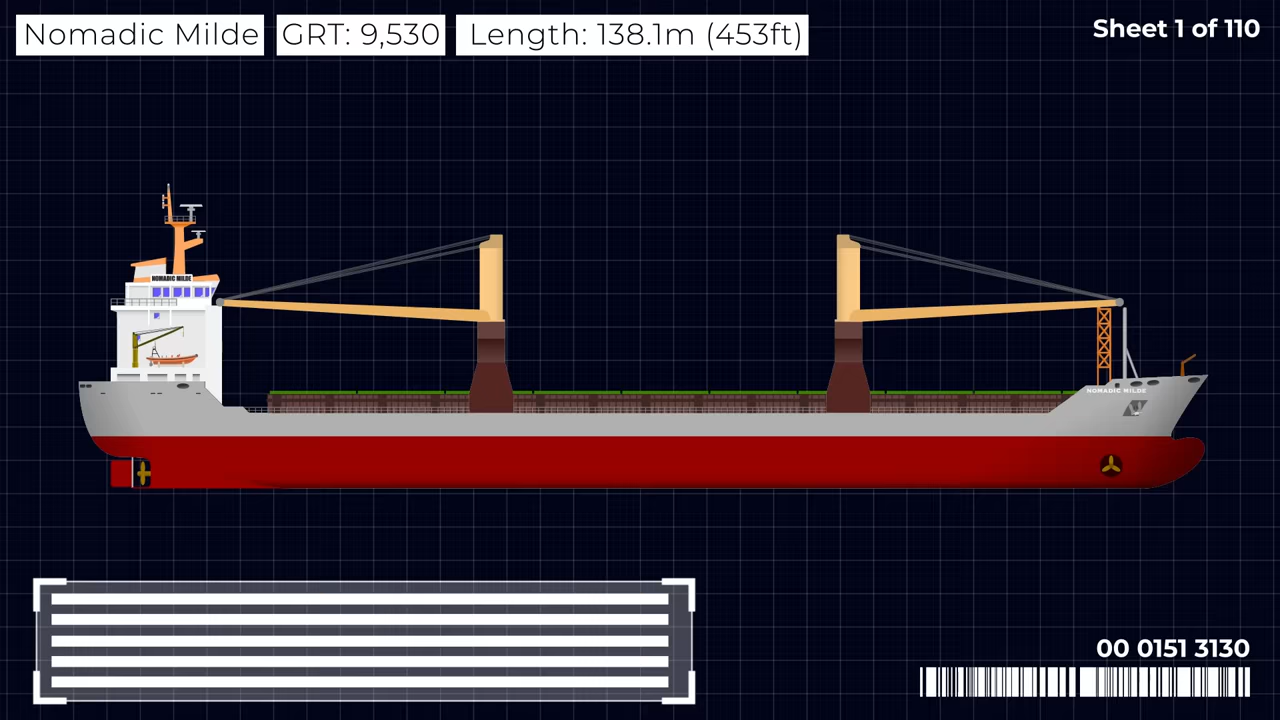 Nomadic Milde
GRT: 9,530
Length: 138.1m (453ft)
Sheet 1 of 110
NOMADIC MILDE
NOMADIC MILDE
00 0151 3130